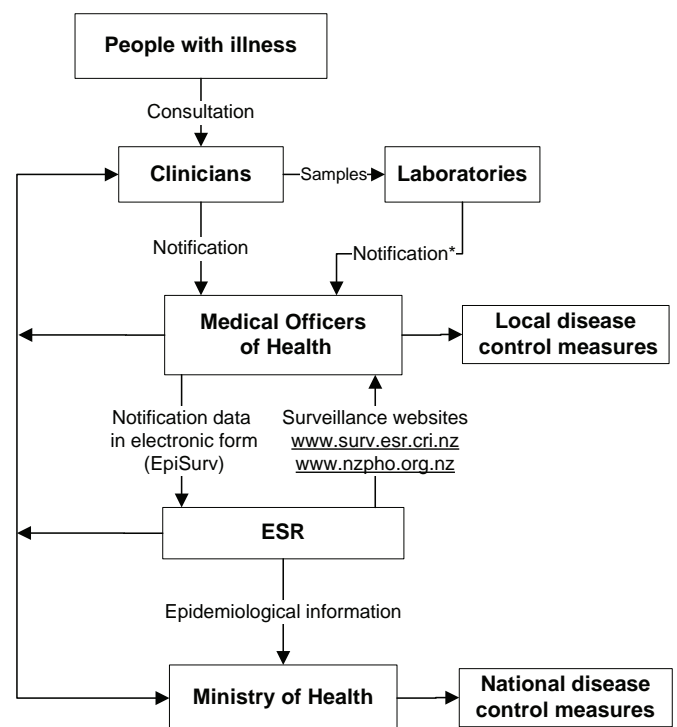 People with illness
Consultation
Clinicians
Samples
Laboratories
Notification
Notification*
Medical Officers
of Health
Local disease
control measures
Notification data
in electronic form
(EpiSurv)
Surveillance websites
www.surv.esr.cri.nz
www.nzpho.org.nz
ESR
Epidemiological information
Ministry of Health
National disease
control measures